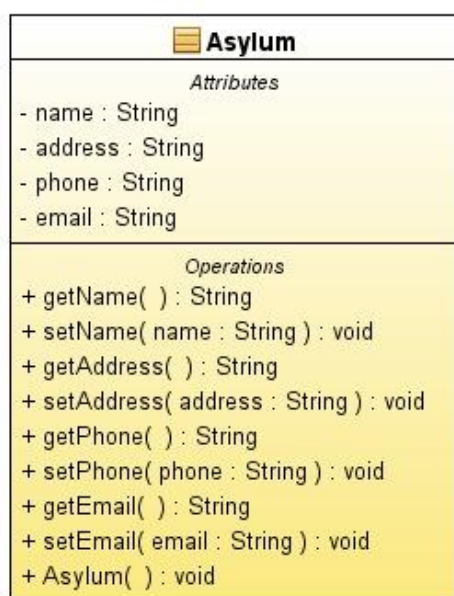 Asylum
Attributes
- name : String
- address : String
- phone : String
- email : String
Operations
+ getName( ) : String
+ setName( name : String ) : void
+ getAddress( ) : String
+ setAddress( address : String ) : void
+ getPhone( ) : String
+ setPhone( phone : String ) : void
+ getEmail( ) : String
+ setEmail( email : String ) : void
+ Asylum( ) : void